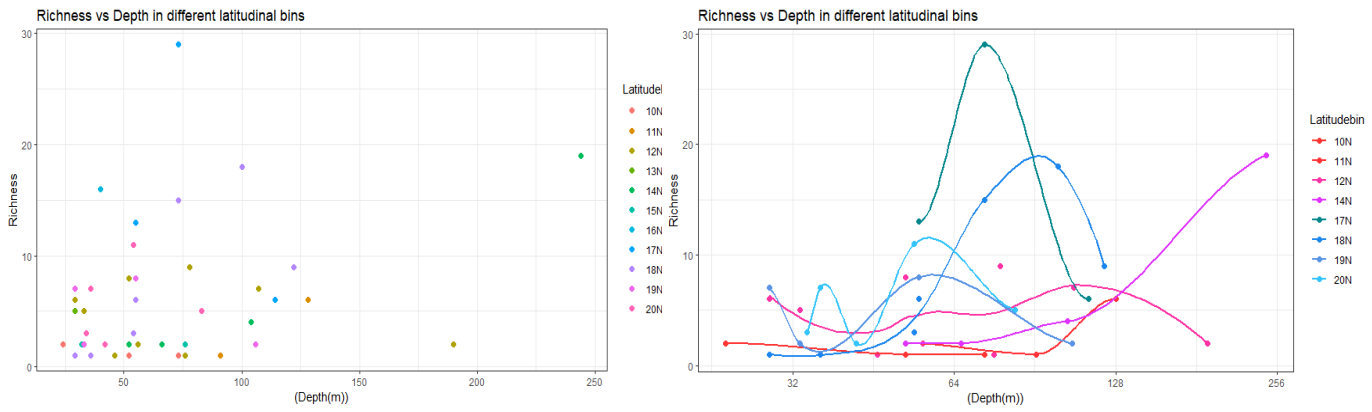 Richness vs Depth in different latitudinal bins
30
20
10
0
Richness
50
100
150
200
250
(Depth(m))
Latitudel
10N
11N
12N
13N
14N
15N
16N
17N
18N
19N
20N
Richness vs Depth in different latitudinal bins
30
20
10
0
Richness
32
64
128
256
(Depth(m))
Latitudebin
10N
11N
12N
14N
17N
18N
19N
20N